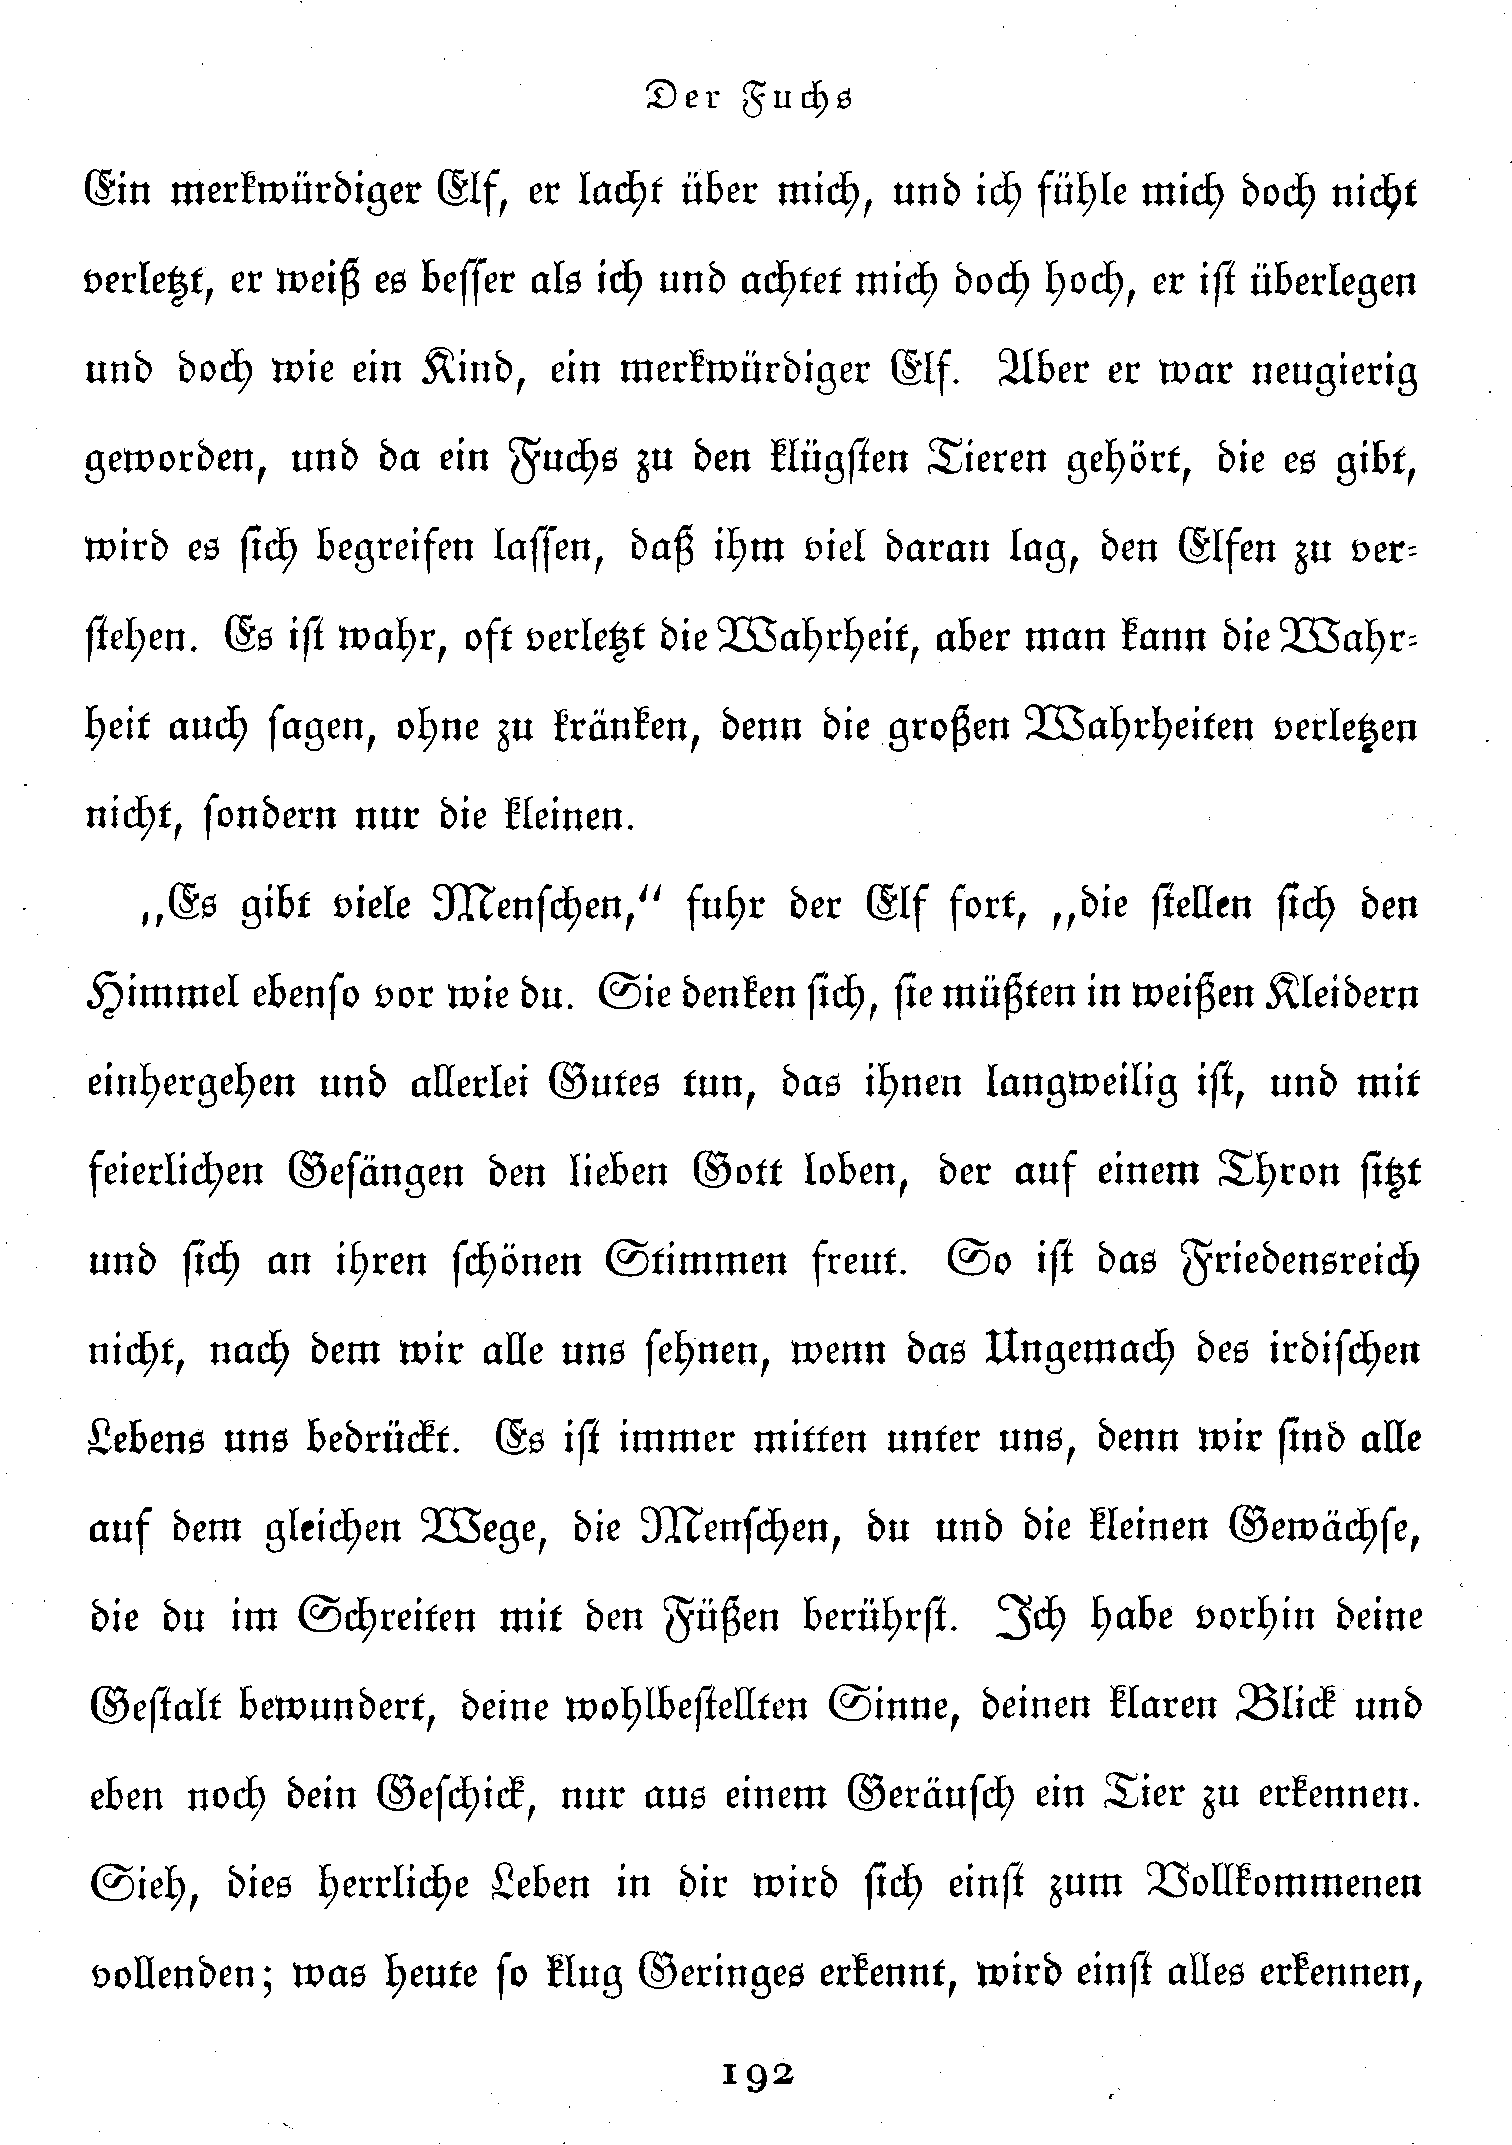 Der Fuchs
Ein merkwürdiger Elf, er lacht über mich, und ich fühle mich doch nicht
verletzt, er weiß es besser als ich und achtet mich doch hoch, er ist überlegen
und doch wie ein Kind, ein merkwürdiger Elf. Aber er war neugierig
geworden, und da ein Fuchs zu den klügsten Tieren gehört, die es gibt,
wird es sich begreifen lassen, daß ihm viel daran lag, den Elfen zu ver-
stehen. Es ist wahr, oft verletzt die Wahrheit, aber man kann die Wahr-
heit auch sagen, ohne zu kränken, denn die großen Wahrheiten verletzen
nicht, sondern nur die kleinen.
„Es gibt viele Menschen,“ fuhr der Elf fort, „die stellen sich den
Himmel ebenso vor wie du. Sie denken sich, sie müßten in weißen Kleidern
einhergehen und allerlei Gutes tun, das ihnen langweilig ist, und mit
feierlichen Gesängen den lieben Gott loben, der auf einem Thron sitzt
und sich an ihren schönen Stimmen freut. So ist das Friedensreich
nicht, nach dem wir alle uns sehnen, wenn das Ungemach des irdischen
Lebens uns bedrückt. Es ist immer mitten unter uns, denn wir sind alle
auf dem gleichen Wege, die Menschen, du und die kleinen Gewächse,
die du im Schreiten mit den Füßen berührst. Ich habe vorhin deine
Gestalt bewundert, deine wohlbestellten Sinne, deinen klaren Blick und
eben noch dein Geschick, nur aus einem Geräusch ein Tier zu erkennen.
Sieh, dies herrliche Leben in dir wird sich einst zum Vollkommenen
vollenden; was heute so klug Geringes erkennt, wird einst alles erkennen,
192